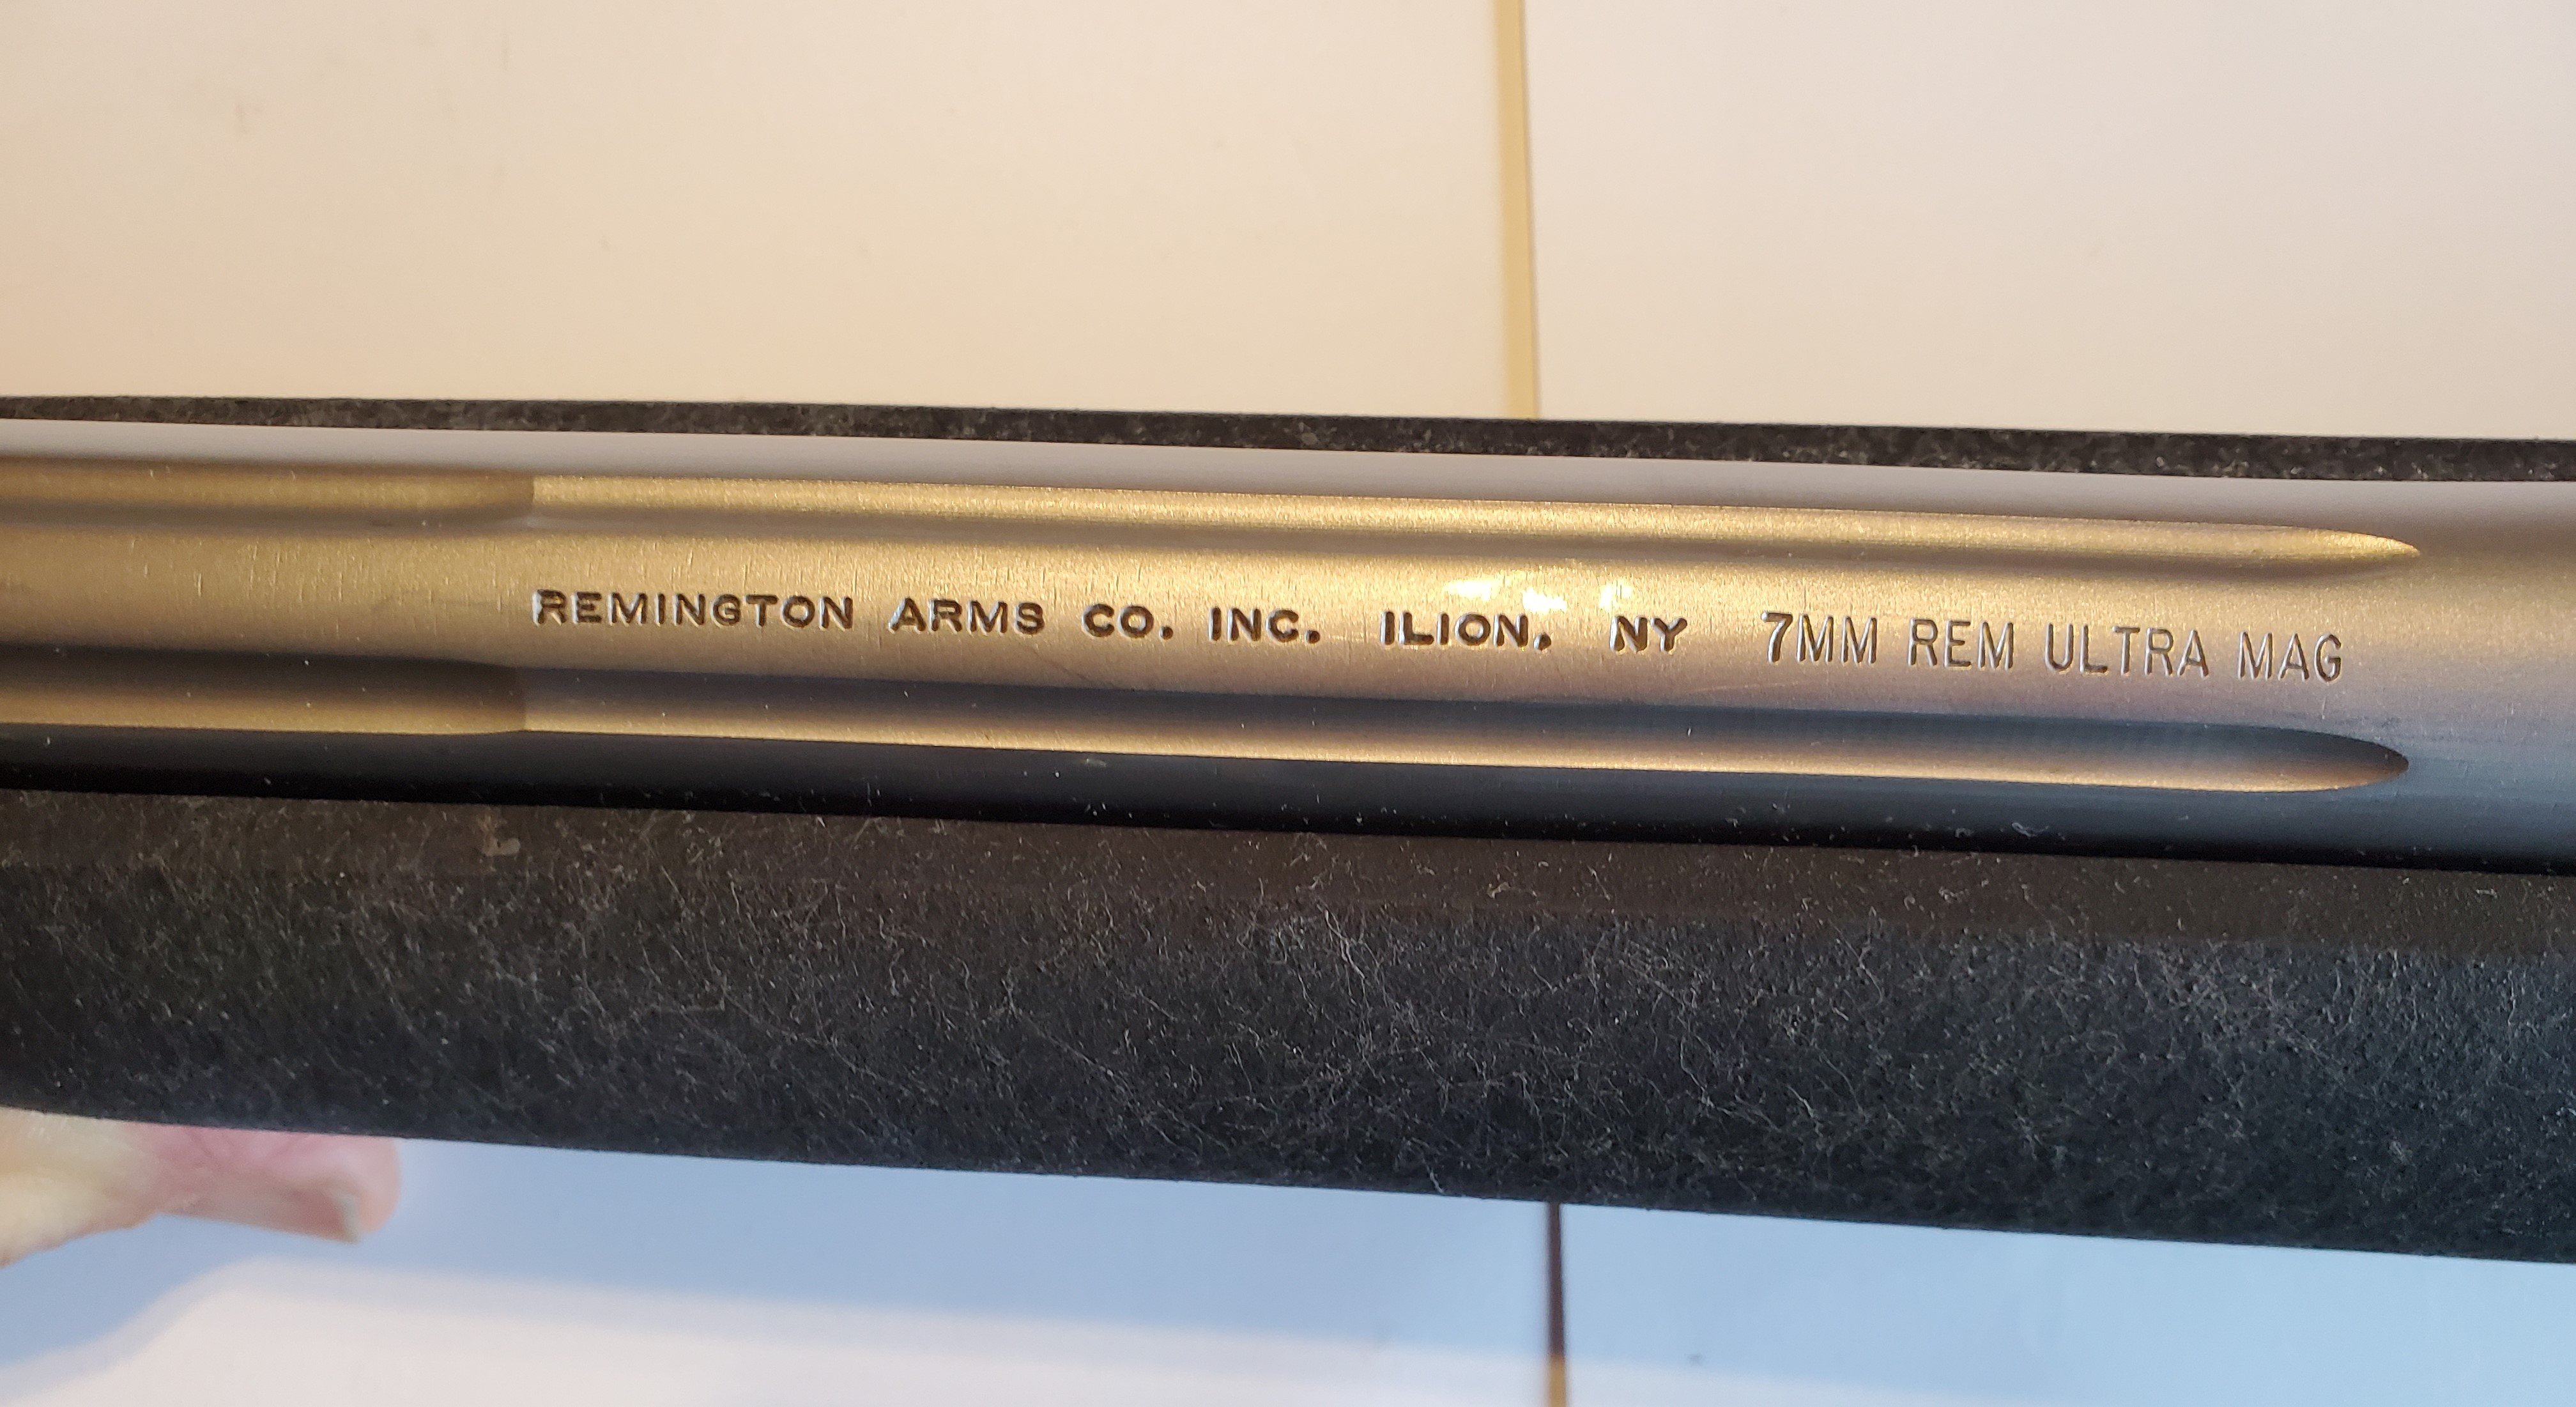 REMINGTON ARMS CO. INC. ILION, NY 7MM REM ULTRA MAG